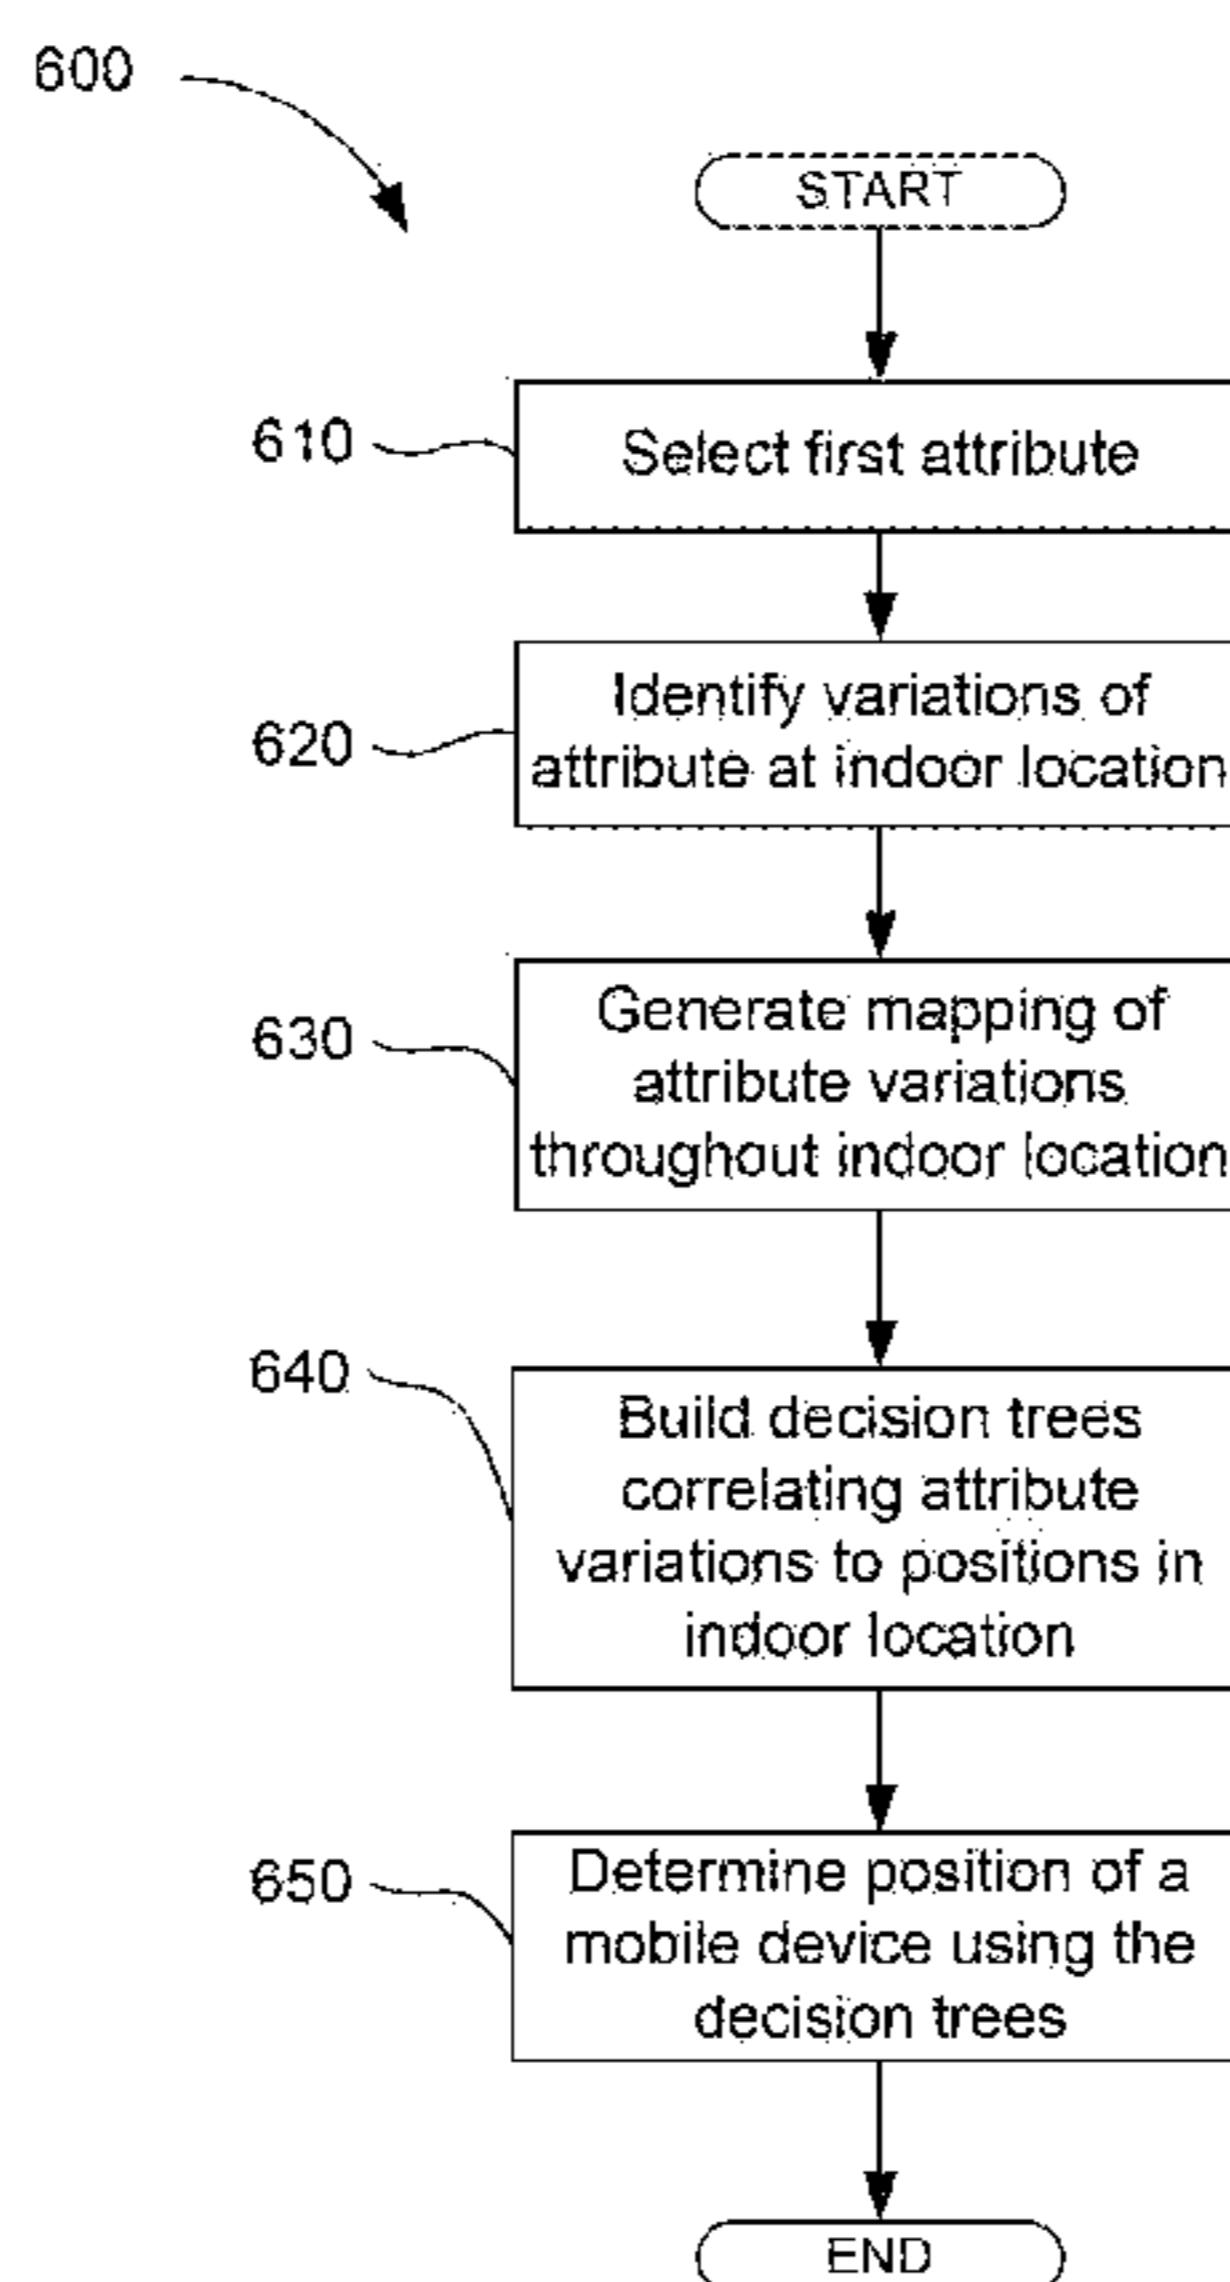 600
START
610
Select first attribute
620
Identify variations of
attribute at indoor location
630
Generate mapping of
attribute variations
throughout indoor location
640
Build decision trees
correlating attribute
variations to positions in
indoor location
650
Determine position of a
mobile device using the
decision trees
END